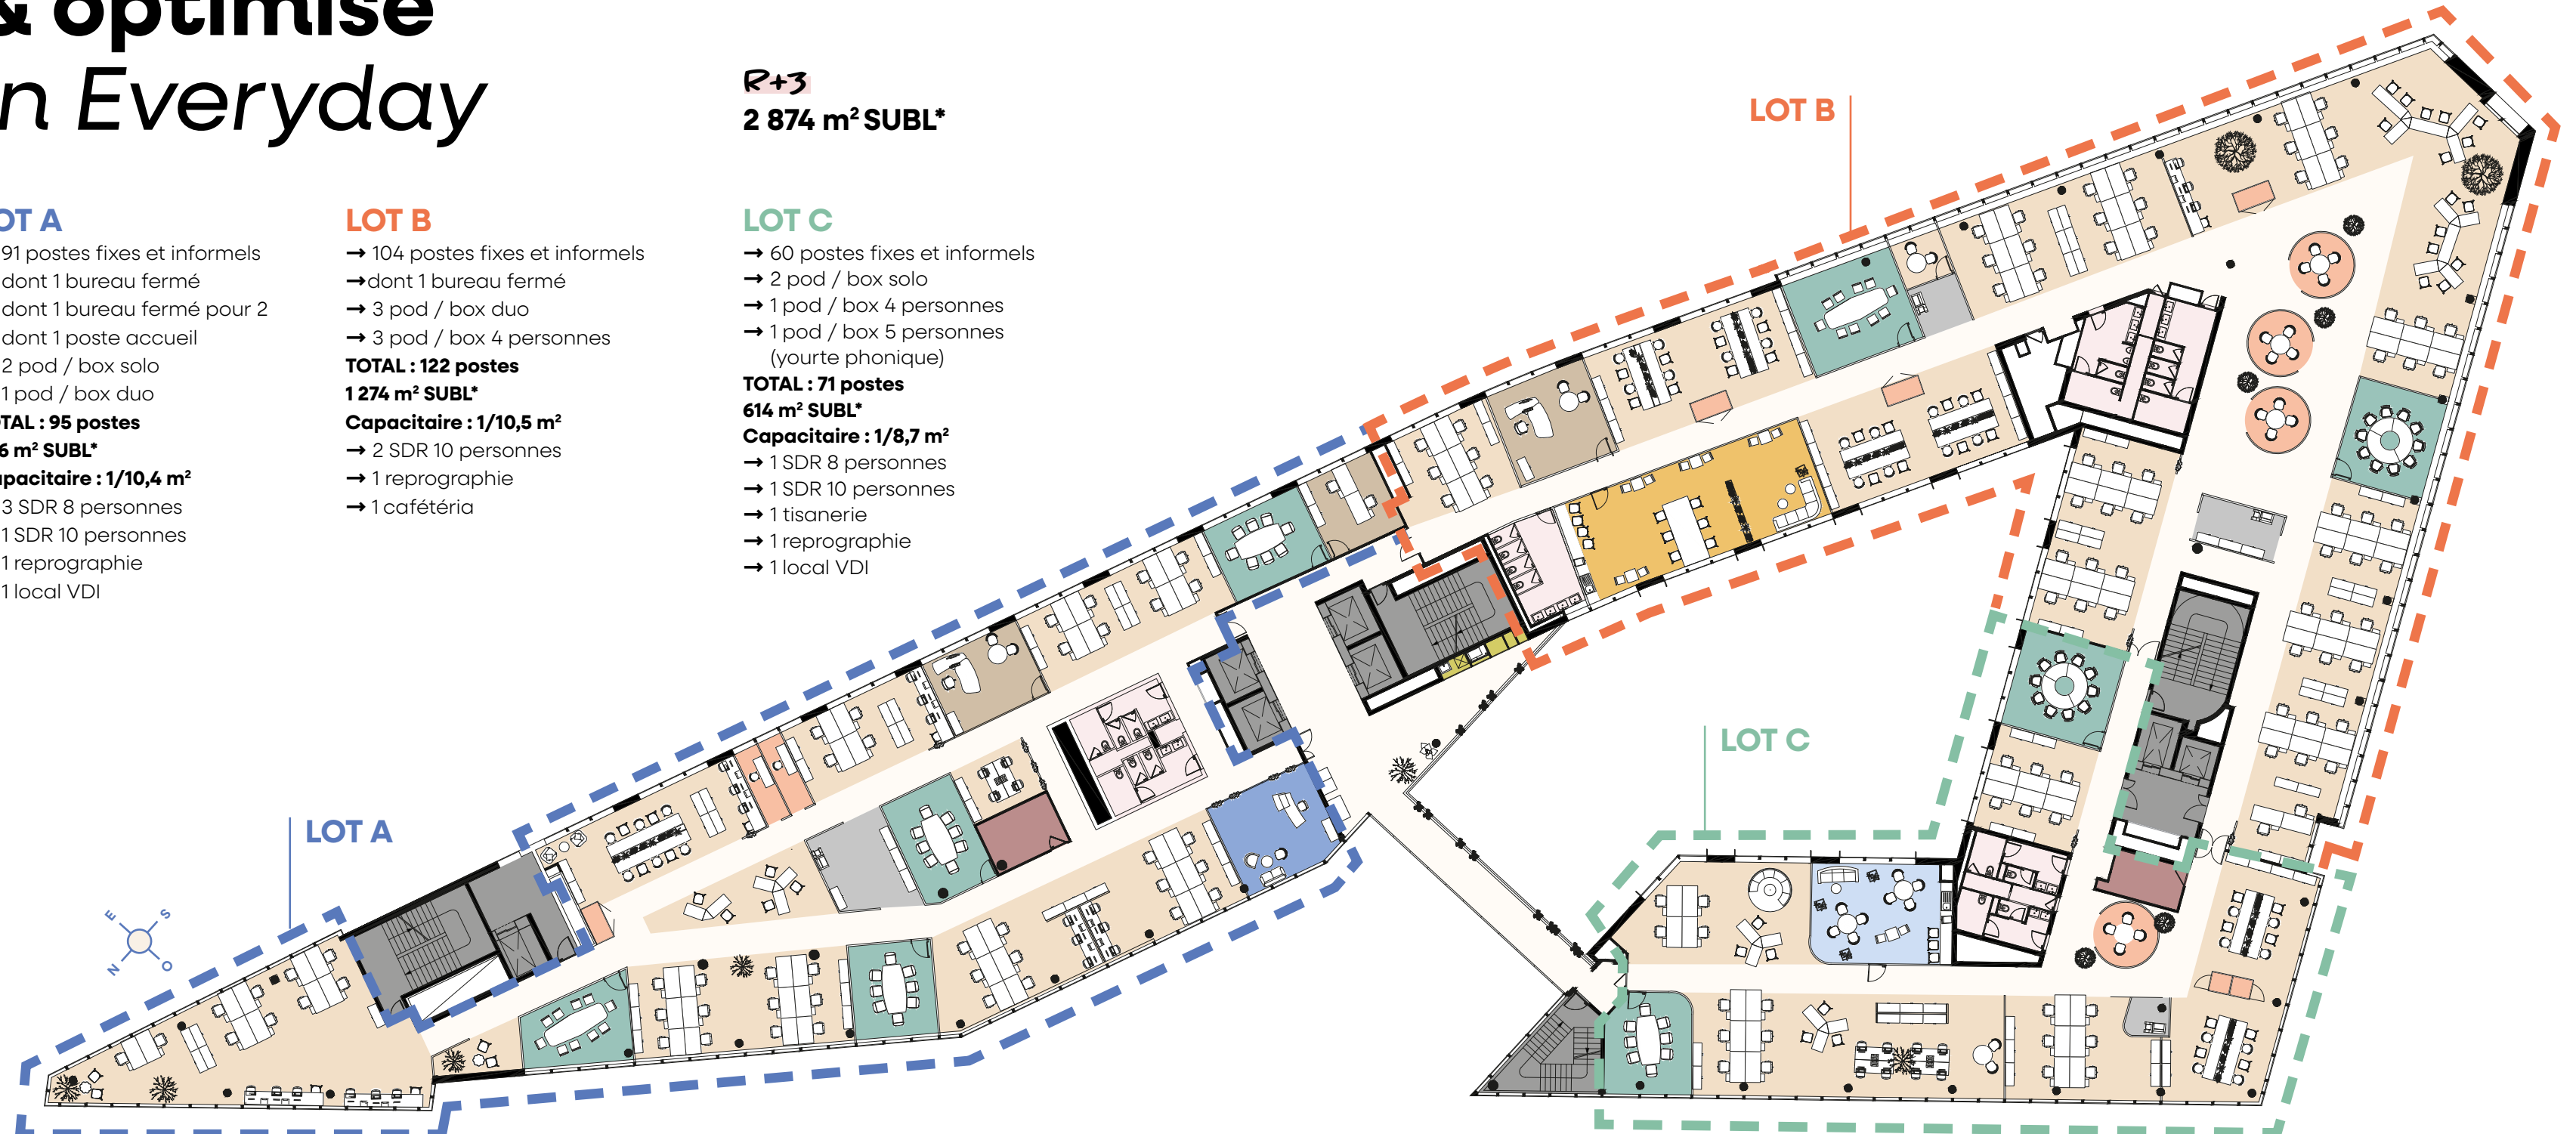 & optimisé
n Everyday
R+3
2 874 m² SUBL*
OT A
91 postes fixes et informels
dont 1 bureau fermé
dont 1 bureau fermé pour 2
dont 1 poste accueil
2 pod / box solo
1 pod / box duo
TAL : 95 postes
6 m² SUBL*
pacitaire : 1/10,4 m²
3 SDR 8 personnes
1 SDR 10 personnes
1 reprographie
1 local VDI
LOT B
→ 104 postes fixes et informels
→dont 1 bureau fermé
→ 3 pod / box duo
→ 3 pod / box 4 personnes
TOTAL : 122 postes
1 274 m² SUBL*
Capacitaire : 1/10,5 m²
→ 2 SDR 10 personnes
→ 1 reprographie
→ 1 cafétéria
LOT C
→ 60 postes fixes et informels
→ 2 pod / box solo
→ 1 pod / box 4 personnes
→ 1 pod / box 5 personnes
(yourte phonique)
TOTAL : 71 postes
614 m² SUBL*
Capacitaire : 1/8,7 m²
→ 1 SDR 8 personnes
→ 1 SDR 10 personnes
→ 1 tisanerie
→ 1 reprographie
→ 1 local VDI
LOT B
LOT C
LOT A
E S
N O